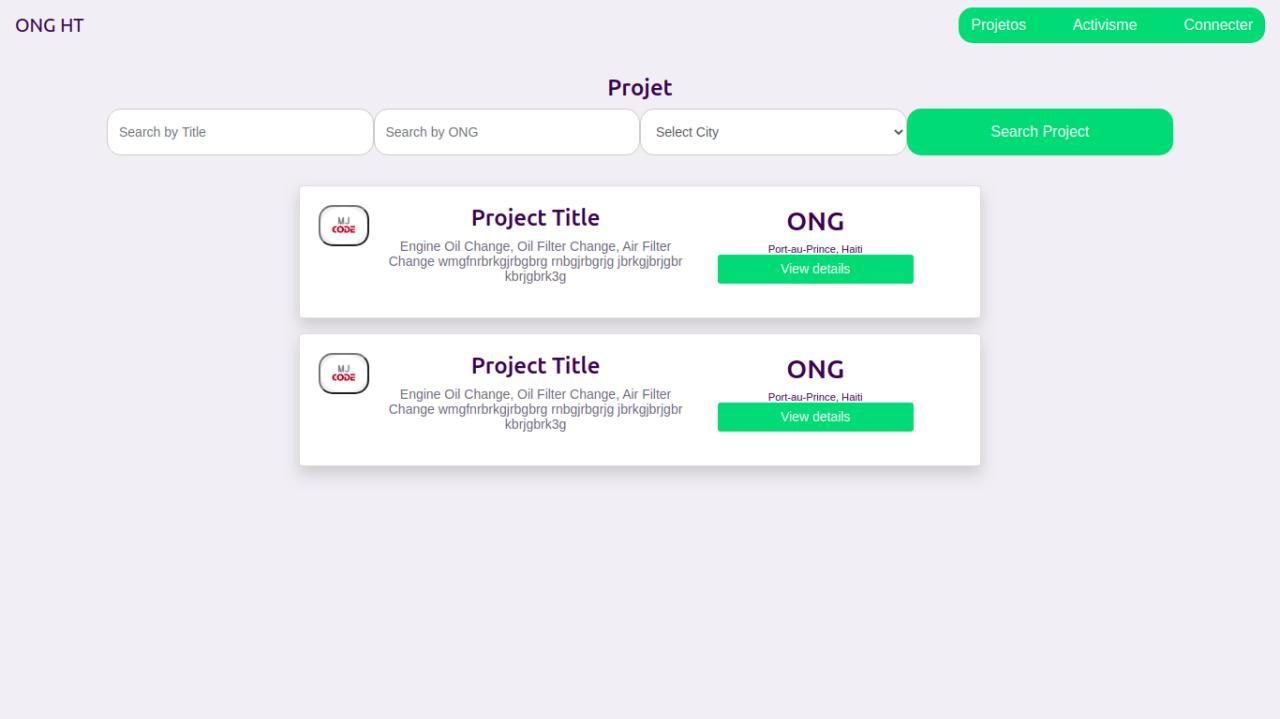 ONG HT
Projetos Activisme Connecter
Projet
Search by Title
Search by ONG
Select City
Search Project
MJ
CODE
Project Title
Engine Oil Change, Oil Filter Change, Air Filter
Change wmgfnrbrkgjrbgbrg rnbgjrbgrjg jbrkgjbrjgbr
kbrjgbrk3g
ONG
Port-au-Prince, Haiti
View details
MJ
CODE
Project Title
Engine Oil Change, Oil Filter Change, Air Filter
Change wmgfnrbrkgjrbgbrg rnbgjrbgrjg jbrkgjbrjgbr
kbrjgbrk3g
ONG
Port-au-Prince, Haiti
View details